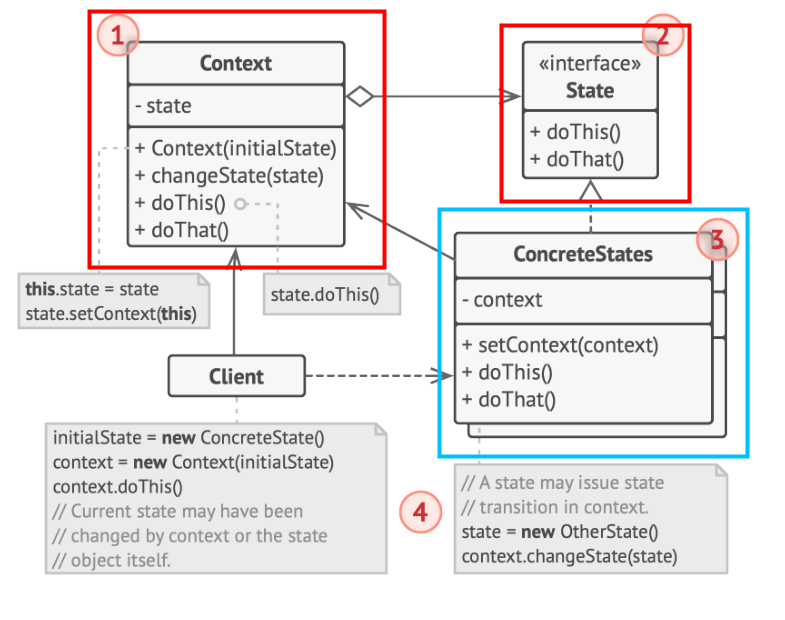 1
Context
- state
+ Context(initialState)
+ changeState(state)
+ doThis()
+ doThat()
2
«interface»
State
+ doThis()
+ doThat()
3
ConcreteStates
- context
+ setContext(context)
+ doThis()
+ doThat()
this.state = state
state.setContext(this)
state.doThis()
Client
initialState = new ConcreteState()
context = new Context(initialState)
context.doThis()
// Current state may have been
// changed by context or the state
// object itself.
4
// A state may issue state
// transition in context.
state = new OtherState()
context.changeState(state)